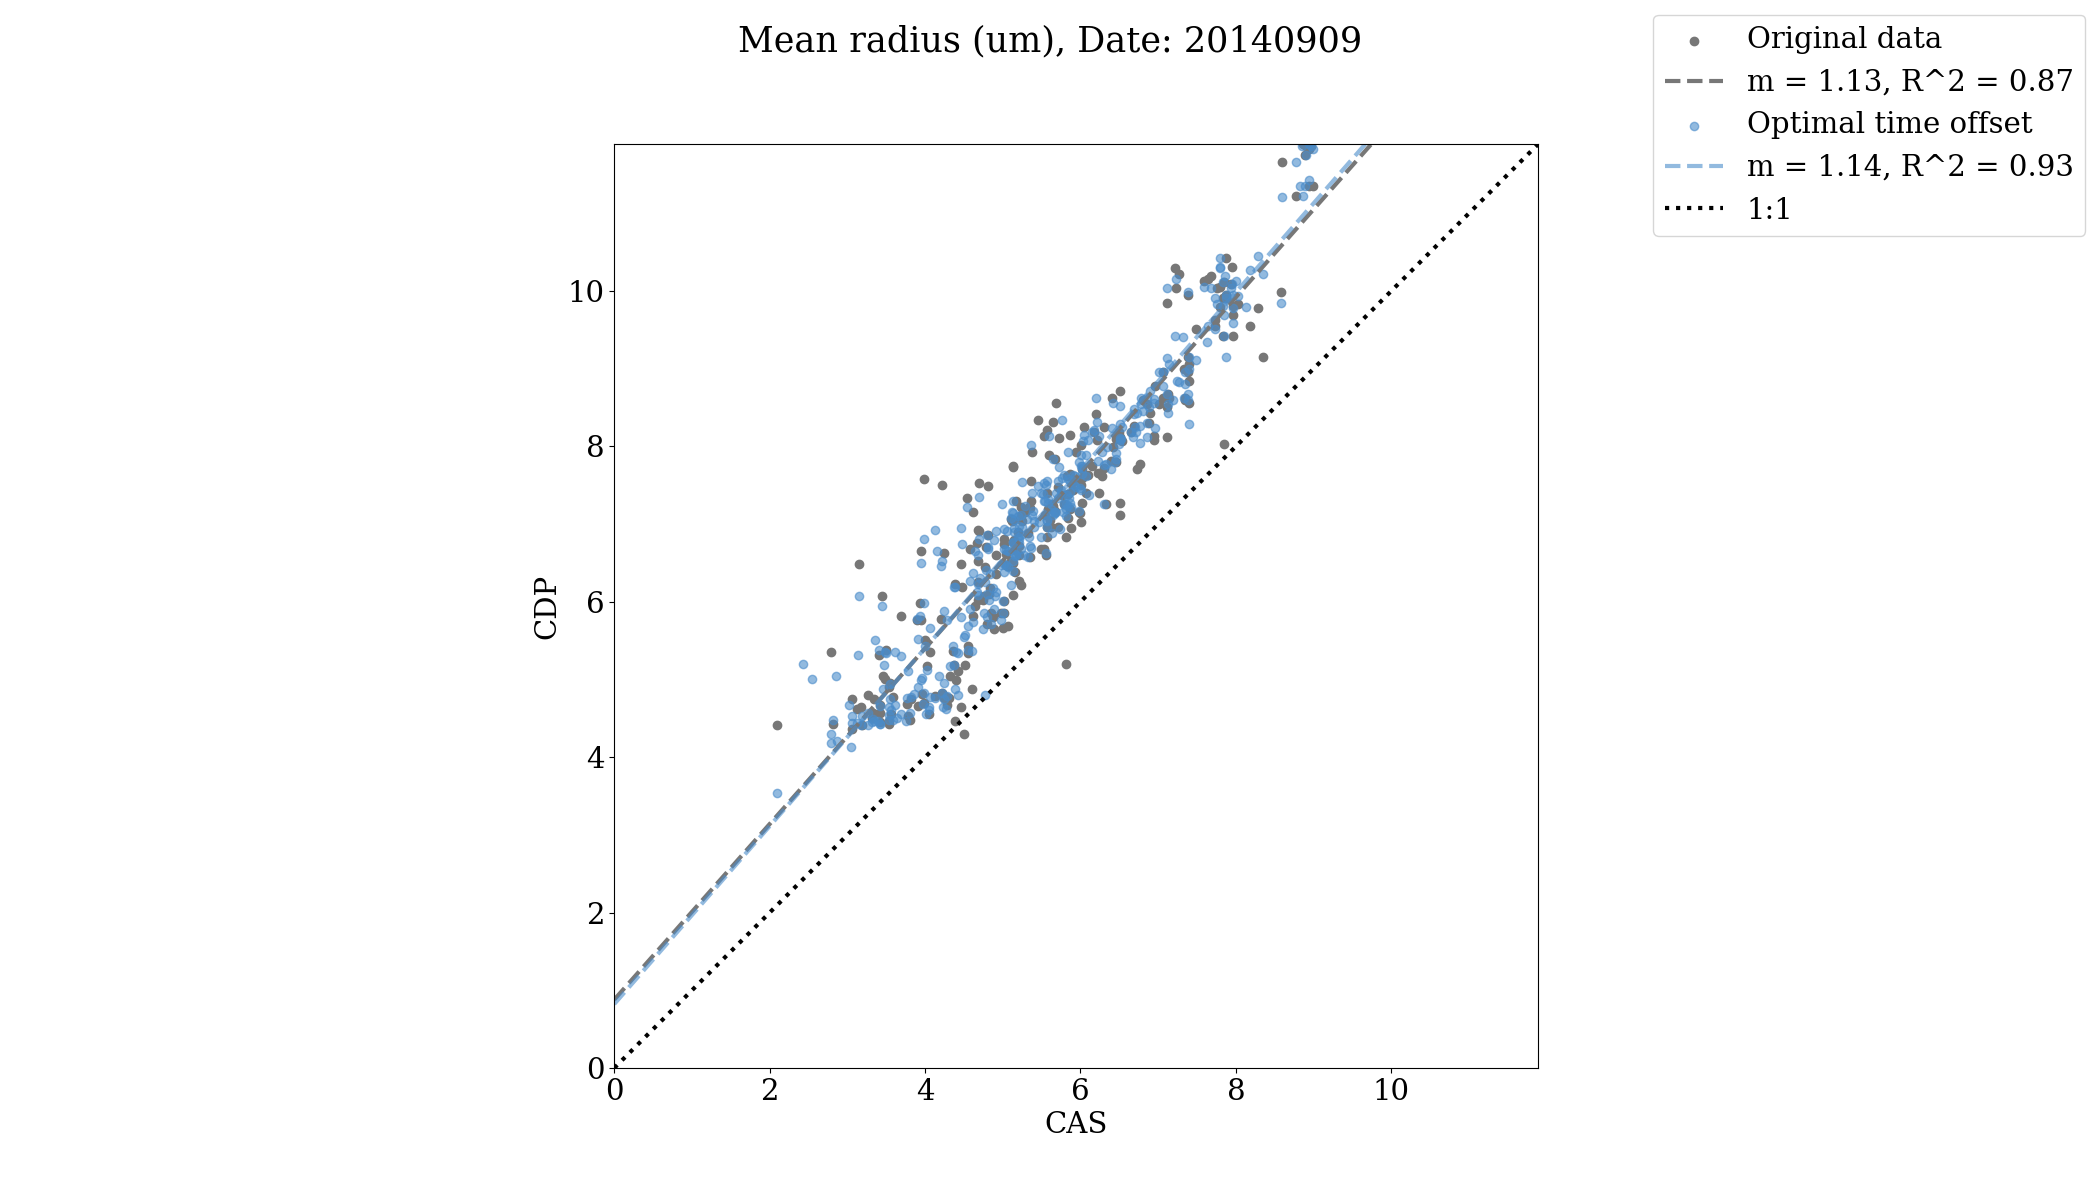 Mean radius (um), Date: 20140909
Original data
m = 1.13, R^2 = 0.87
Optimal time offset
m = 1.14, R^2 = 0.93
1:1
10
8
6
4
2
0
CDP
0 2 4 6 8 10
CAS